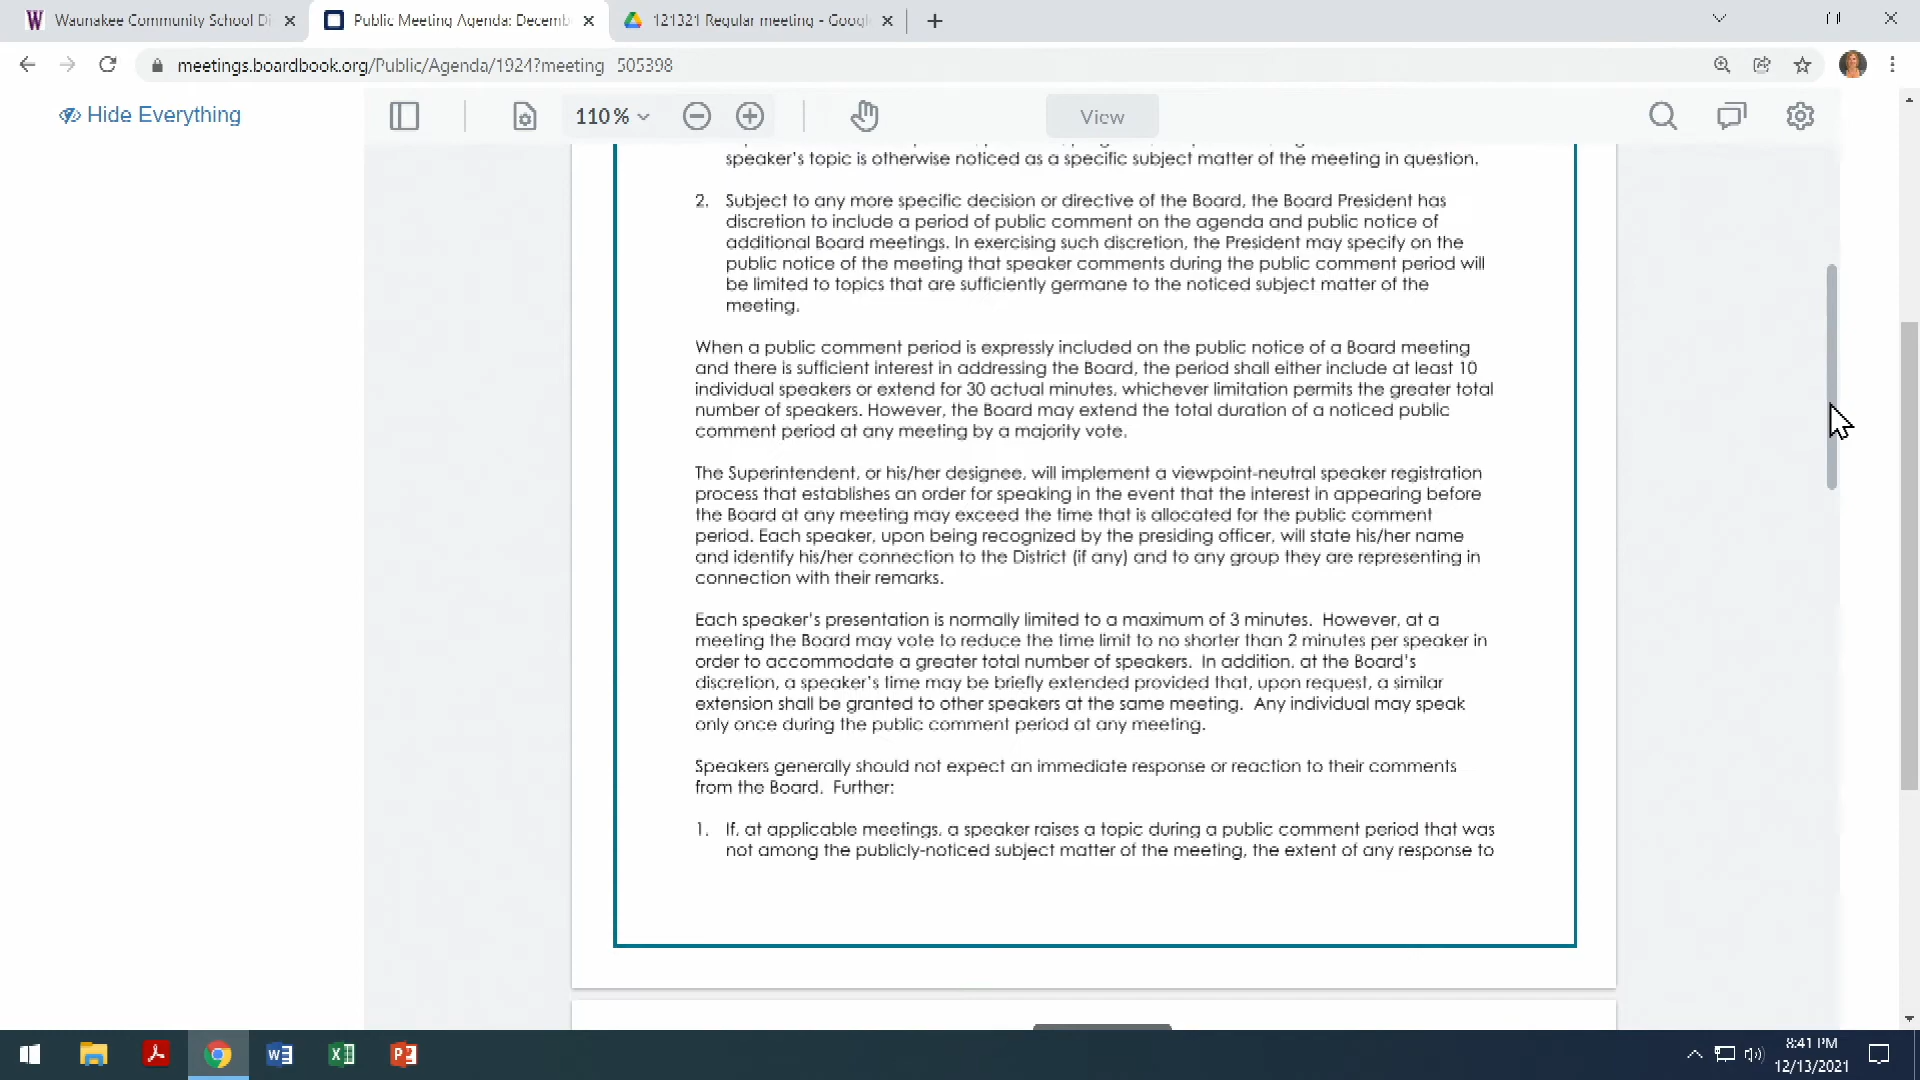 Waunakee Community School Di
Public Meeting Agenda: Decemb
121321 Regular meeting - Googl
meetings.boardbook.org/Public/Agenda/1924?meeting 505398
Hide Everything
110%
View
speaker's topic is otherwise noticed as a specific subject matter of the meeting in question.
2. Subject to any more specific decision or directive of the Board, the Board President has
discretion to include a period of public comment on the agenda and public notice of
additional Board meetings. In exercising such discretion, the President may specify on the
public notice of the meeting that speaker comments during the public comment period will
be limited to topics that are sufficiently germane to the noticed subject matter of the
meeting.
When a public comment period is expressly included on the public notice of a Board meeting
and there is sufficient interest in addressing the Board, the period shall either include at least 10
individual speakers or extend for 30 actual minutes, whichever limitation permits the greater total
number of speakers. However, the Board may extend the total duration of a noticed public
comment period at any meeting by a majority vote.
The Superintendent, or his/her designee, will implement a viewpoint-neutral speaker registration
process that establishes an order for speaking in the event that the interest in appearing before
the Board at any meeting may exceed the time that is allocated for the public comment
period. Each speaker, upon being recognized by the presiding officer, will state his/her name
and identify his/her connection to the District (if any) and to any group they are representing in
connection with their remarks.
Each speaker's presentation is normally limited to a maximum of 3 minutes. However, at a
meeting the Board may vote to reduce the time limit to no shorter than 2 minutes per speaker in
order to accommodate a greater total number of speakers. In addition, at the Board's
discretion, a speaker's time may be briefly extended provided that, upon request, a similar
extension shall be granted to other speakers at the same meeting. Any individual may speak
only once during the public comment period at any meeting.
Speakers generally should not expect an immediate response or reaction to their comments
from the Board. Further:
1. If, at applicable meetings, a speaker raises a topic during a public comment period that was
not among the publicly-noticed subject matter of the meeting, the extent of any response to
8:41 PM
12/13/2021